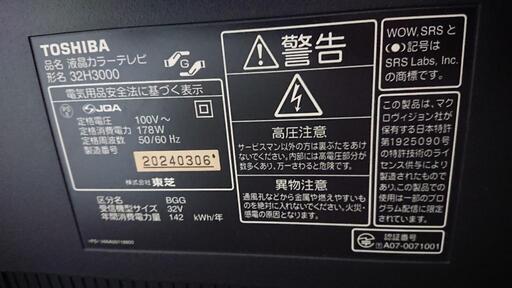 TOSHIBA
品名 液晶カラーテレビ
形名 32H3000
電気用品安全法に基づく表示
PS E JQA
定格電圧 100V～
定格消費電力 178W
定格周波数 50/60 Hz
製造番号
20240306*
株式会社 東芝
区分名 BGG
受信機型サイズ 32V
年間消費電力量 142 kWh/年
警告
高圧注意
サービスマン以外の方は裏ぶたをあけ
ないでください。内部には高電圧部分が
数多くあり、万一さわると危険です。
異物注意
通風孔などから金属や燃えやすいも
のを絶対に入れないでください。火災・
感電の原因となります。
WOW, SRS と
(●)記号は
SRS Labs, Inc.
の商標です。
この製品は、マク
ロヴィジョン社が
保有する日本特許
第1925090号
の特許技術のライ
センス供与により
製造されたもので
あり、この製品での
使用は一部のプロ
グラム配信に限定
されています。
認証番号
T A07-0071001